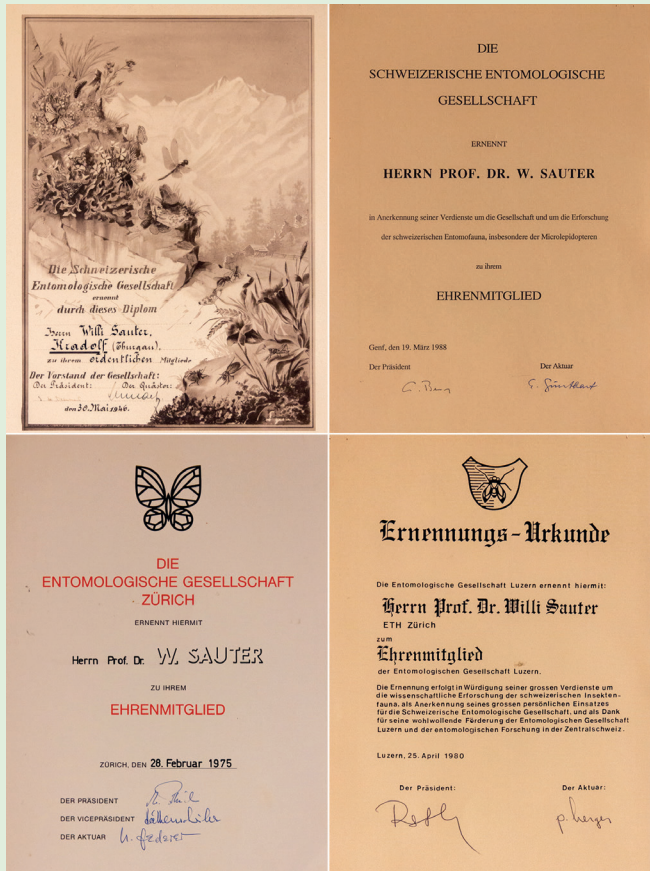 Die Schweizerische
Entomologische Gesellschaft
ernennt
durch dieses Diplom
Herrn Willi Sauter,
Kradolf (Thurgau),
zu ihrem ordentlichen Mitgliede
Der Vorstand der Gesellschaft:
Der Präsident: Der Quästor:
den 30. Mai 1946.
DIE
SCHWEIZERISCHE ENTOMOLOGISCHE
GESELLSCHAFT
ERNENNT
HERRN PROF. DR. W. SAUTER
in Anerkennung seiner Verdienste um die Gesellschaft und um die Erforschung
der schweizerischen Entomofauna, insbesondere der Microlepidopteren
zu ihrem
EHRENMITGLIED
Genf, den 19. März 1988
Der Präsident Der Aktuar
DIE
ENTOMOLOGISCHE GESELLSCHAFT
ZÜRICH
ERNENNT HIERMIT
Herrn Prof. Dr. W. SAUTER
ZU IHREM
EHRENMITGLIED
ZÜRICH, DEN 28. Februar 1975
DER PRÄSIDENT
DER VICEPRÄSIDENT
DER AKTUAR
Ernennungs-Urkunde
Die Entomologische Gesellschaft Luzern ernennt hiermit:
Herrn Prof. Dr. Willi Sauter
ETH Zürich
zum
Ehrenmitglied
der Entomologischen Gesellschaft Luzern.
Die Ernennung erfolgt in Würdigung seiner grossen Verdienste um
die wissenschaftliche Erforschung der schweizerischen Insekten-
fauna, als Anerkennung seines grossen persönlichen Einsatzes
für die Schweizerische Entomologische Gesellschaft, und als Dank
für seine wohlwollende Förderung der Entomologischen Gesellschaft
Luzern und der entomologischen Forschung in der Zentralschweiz.
Luzern, 25. April 1980
Der Präsident: Der Aktuar:
p. herger